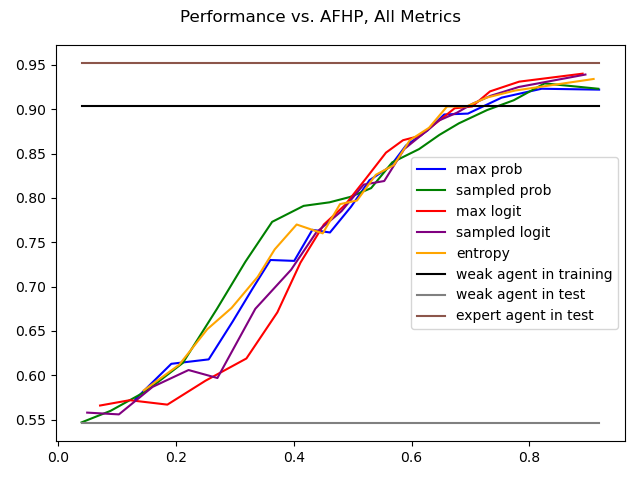 Performance vs. AFHP, All Metrics
0.95
0.90
0.85
0.80
0.75
0.70
0.65
0.60
0.55
0.0 0.2 0.4 0.6 0.8
max prob
sampled prob
max logit
sampled logit
entropy
weak agent in training
weak agent in test
expert agent in test